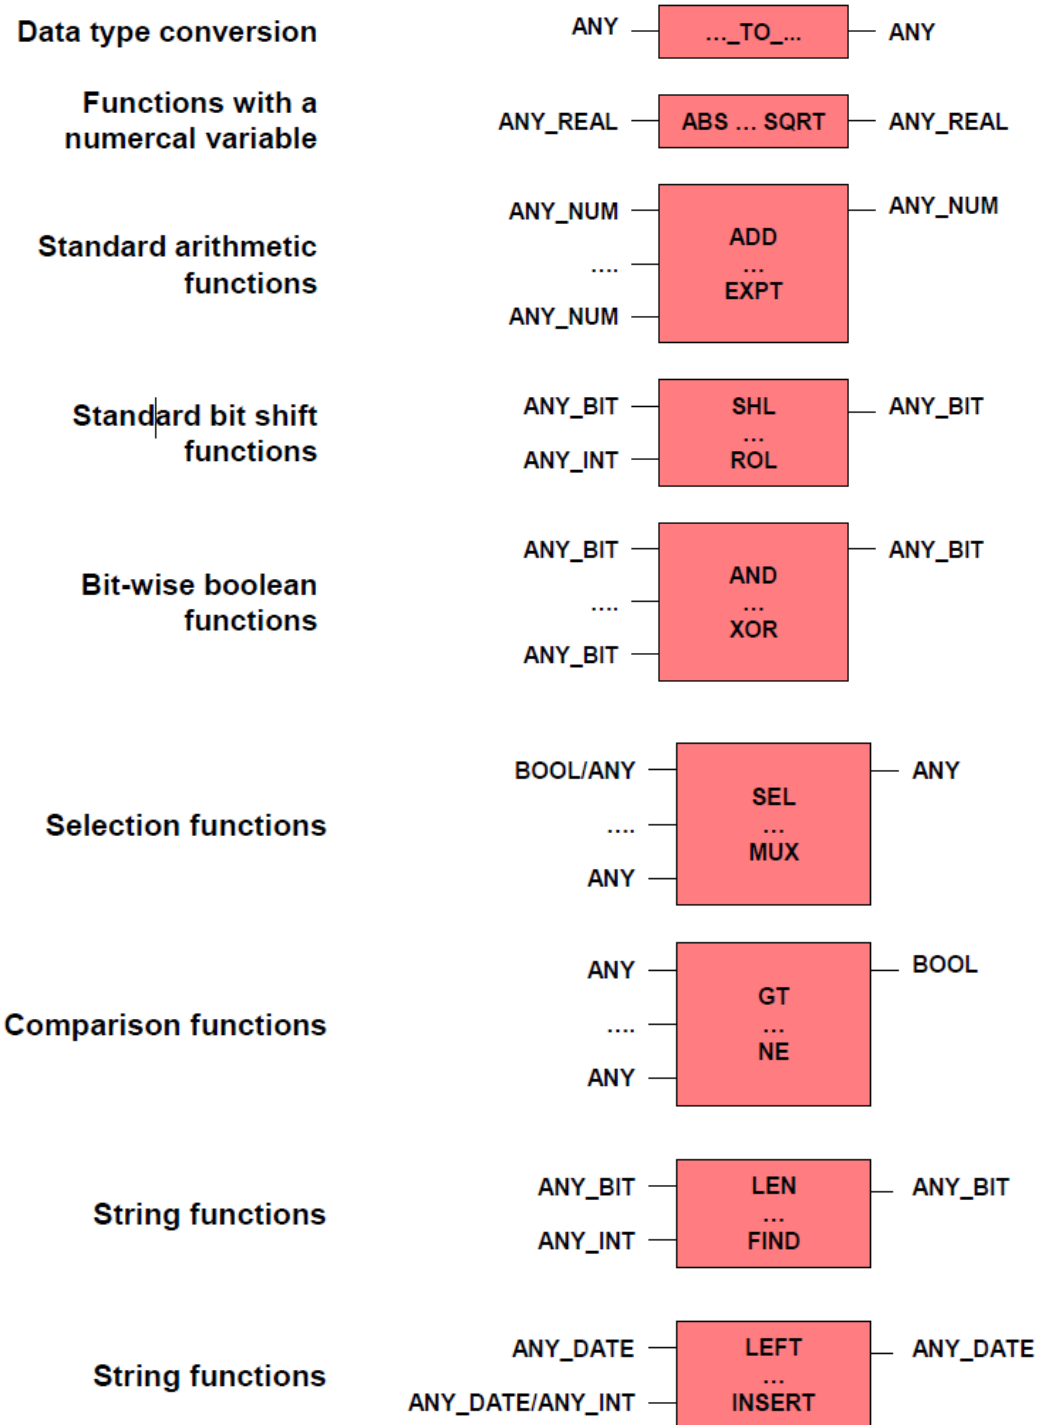 Data type conversion
ANY
..._TO_...
ANY
Functions with a
numercal variable
ANY_REAL
ABS ... SQRT
ANY_REAL
Standard arithmetic
functions
ANY_NUM
....
ANY_NUM
ADD
...
EXPT
ANY_NUM
Standard bit shift
functions
ANY_BIT
ANY_INT
SHL
...
ROL
ANY_BIT
Bit-wise boolean
functions
ANY_BIT
....
ANY_BIT
AND
...
XOR
ANY_BIT
Selection functions
BOOL/ANY
....
ANY
SEL
...
MUX
ANY
Comparison functions
ANY
....
ANY
GT
...
NE
BOOL
String functions
ANY_BIT
ANY_INT
LEN
...
FIND
ANY_BIT
String functions
ANY_DATE
ANY_DATE/ANY_INT
LEFT
...
INSERT
ANY_DATE